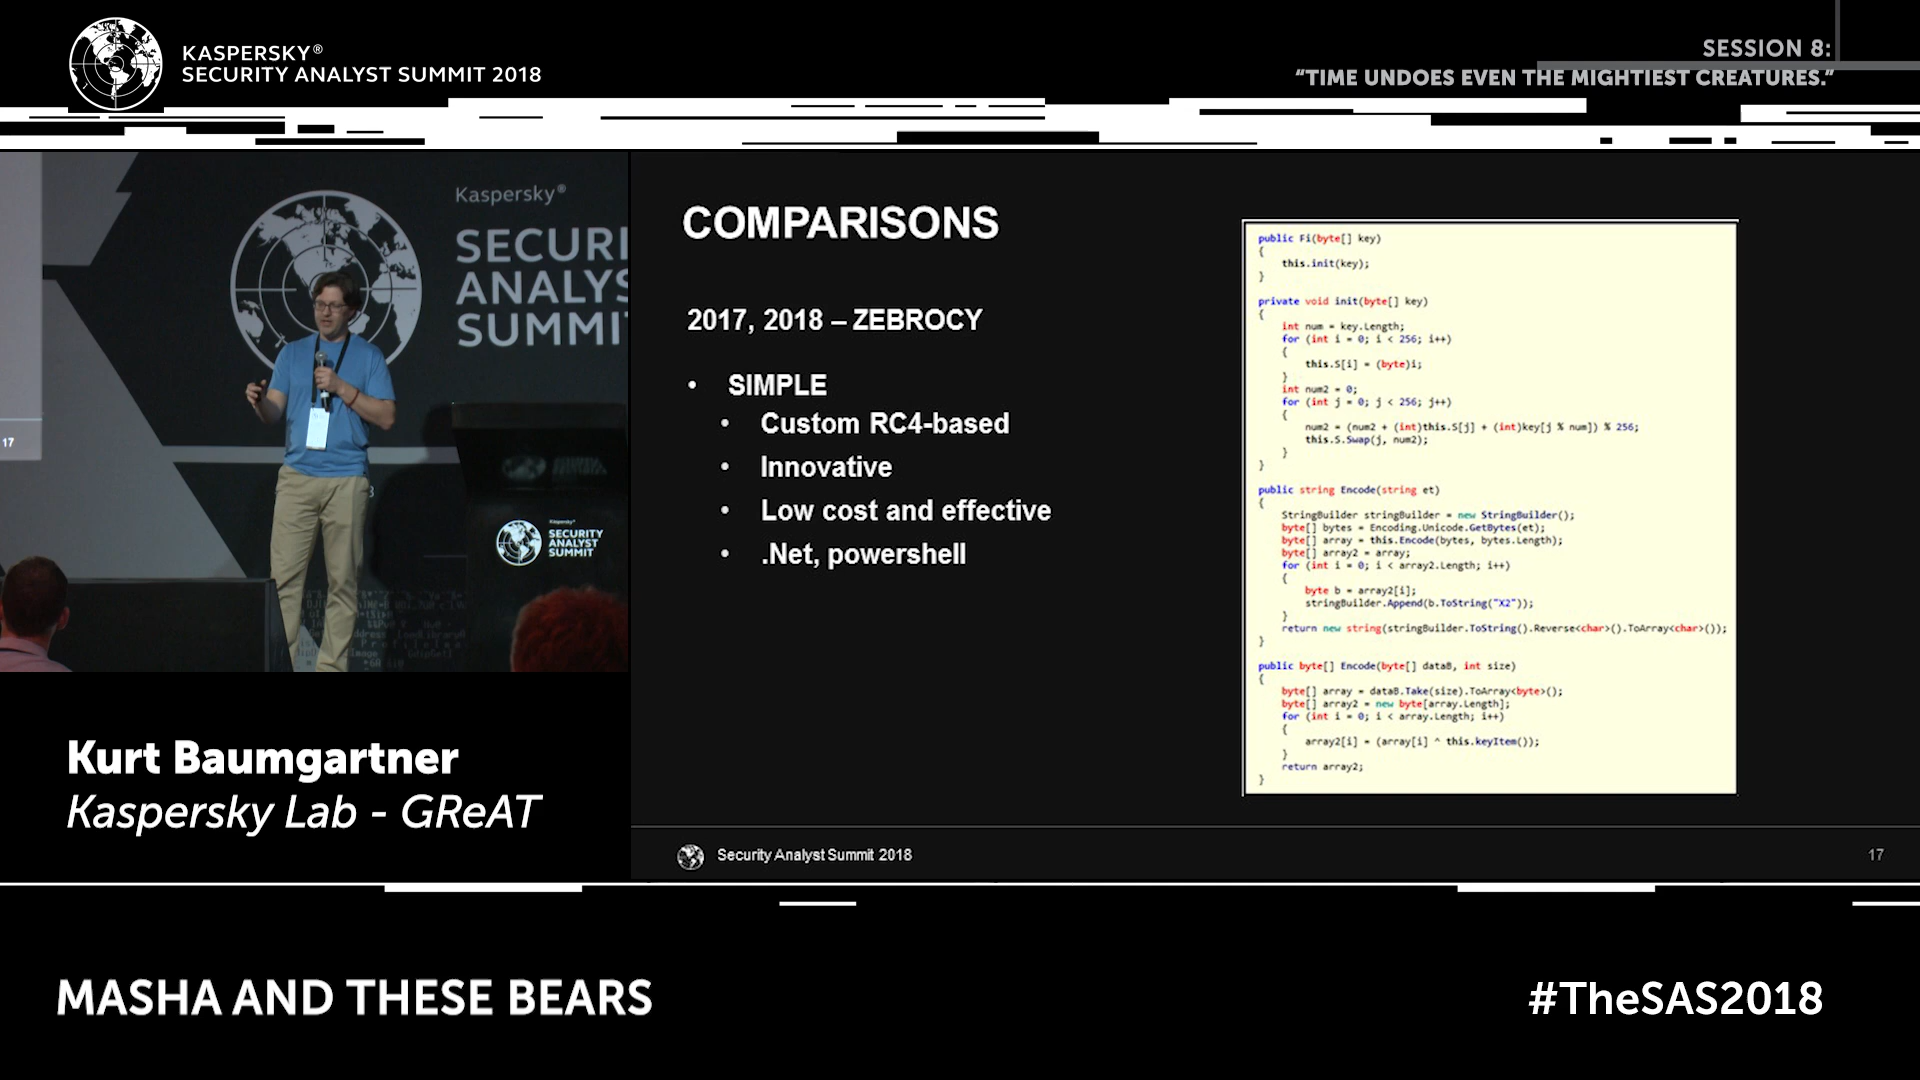 KASPERSKY®
SECURITY ANALYST SUMMIT 2018
SESSION 8:
“TIME UNDOES EVEN THE MIGHTIEST CREATURES.”
Kaspersky®
SECURI
ANALYS
SUMMIT
17
Kaspersky®
SECURITY
ANALYST
SUMMIT
COMPARISONS
2017, 2018 – ZEBROCY
• SIMPLE
• Custom RC4-based
• Innovative
• Low cost and effective
• .Net, powershell
public Fi(byte[] key)
{
this.init(key);
}
private void init(byte[] key)
{
int num = key.Length;
for (int i = 0; i < 256; i++)
{
this.S[i] = (byte)i;
}
int num2 = 0;
for (int j = 0; j < 256; j++)
{
num2 = (num2 + (int)this.S[j] + (int)key[j % num]) % 256;
this.S.Swap(j, num2);
}
}
public string Encode(string et)
{
StringBuilder stringBuilder = new StringBuilder();
byte[] bytes = Encoding.Unicode.GetBytes(et);
byte[] array = this.Encode(bytes, bytes.Length);
byte[] array2 = array;
for (int i = 0; i < array2.Length; i++)
{
byte b = array2[i];
stringBuilder.Append(b.ToString("X2"));
}
return new string(stringBuilder.ToString().Reverse<char>().ToArray<char>());
}
public byte[] Encode(byte[] dataB, int size)
{
byte[] array = dataB.Take(size).ToArray<byte>();
byte[] array2 = new byte[array.Length];
for (int i = 0; i < array.Length; i++)
{
array2[i] = (array[i] ^ this.keyItem());
}
return array2;
}
Security Analyst Summit 2018
17
Kurt Baumgartner
Kaspersky Lab - GReAT
MASHA AND THESE BEARS
#TheSAS2018